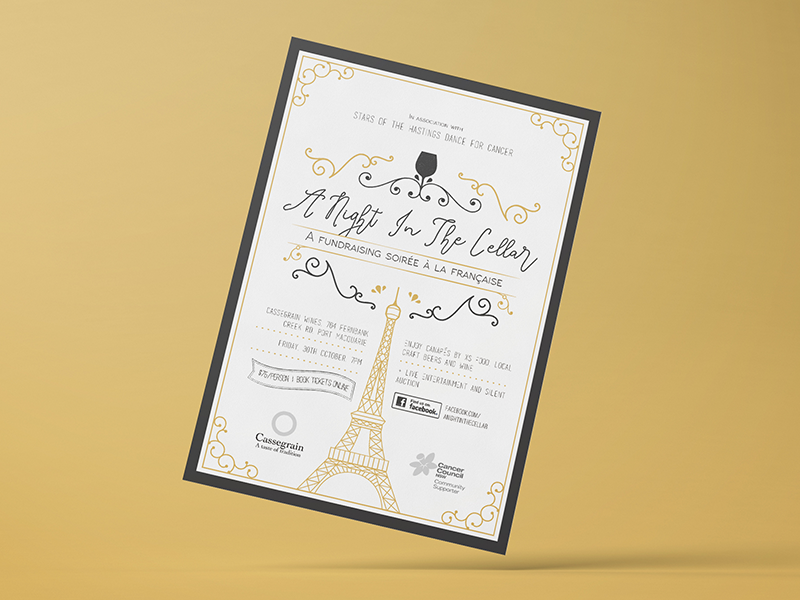 IN ASSOCIATION WITH
STARS OF THE HASTINGS DANCE FOR CANCER
A Night In The Cellar
A FUNDRAISING SOIRÉE À LA FRANÇAISE
CASSEGRAIN WINES, 764 FERNBANK
CREEK RD, PORT MACQUARIE
FRIDAY 30TH OCTOBER, 7PM
$75/PERSON | BOOK TICKETS ONLINE
Cassegrain
A taste of Tradition
ENJOY CANAPÉS BY XS FOOD, LOCAL
CRAFT BEERS AND WINE
+ LIVE ENTERTAINMENT AND SILENT
AUCTION
Find us on
facebook.
FACEBOOK.COM/
ANIGHTINTHECELLAR
Cancer
Council
NSW
Community
Supporter